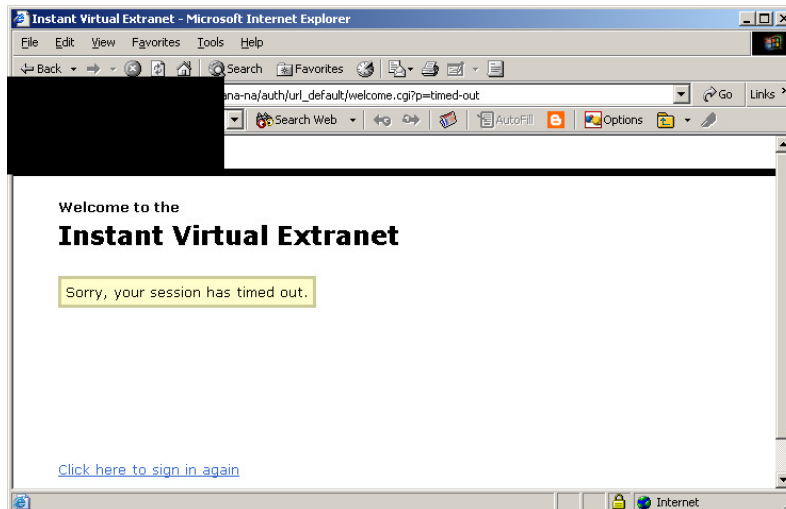 Instant Virtual Extranet - Microsoft Internet Explorer
File Edit View Favorites Tools Help
Back Search Favorites
ana-na/auth/url_default/welcome.cgi?p=timed-out Go Links »
Search Web AutoFill Options
Welcome to the
Instant Virtual Extranet
Sorry, your session has timed out.
Click here to sign in again
Internet